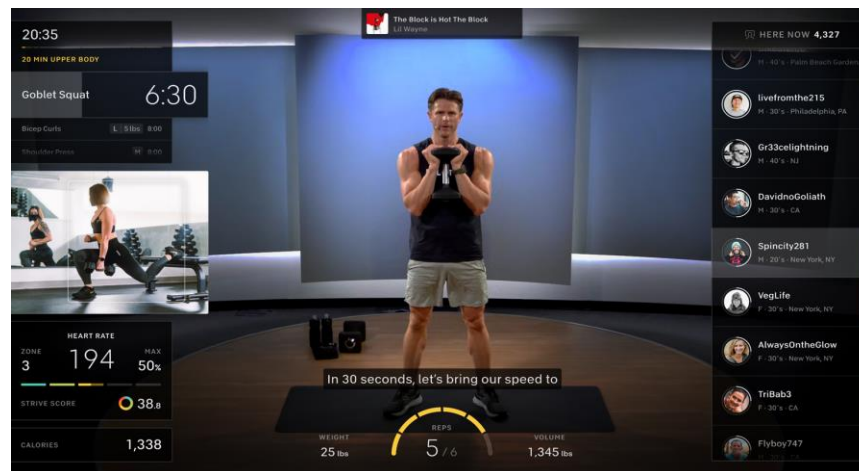 20:35
20 MIN UPPER BODY
Goblet Squat 6:30
Bicep Curls L 5 lbs 8:00
Shoulder Press M 8:00
HEART RATE
ZONE 3 194 MAX 50%
STRIVE SCORE 38.8
CALORIES 1,338
The Block is Hot The Block
Lil Wayne
In 30 seconds, let's bring our speed to
WEIGHT
25 lbs
REPS
5/6
VOLUME
1,345 lbs
HERE NOW 4,327
M · 40's · Palm Beach Garden
livefromthe215
M · 30's · Philadelphia, PA
Gr33celightning
M · 40's · NJ
DavidnoGoliath
M · 30's · CA
Spincity281
M · 20's · New York, NY
VegLife
F · 30's · New York, NY
AlwaysOntheGlow
F · 30's · New York, NY
TriBab3
F · 30's · CA
Flyboy747